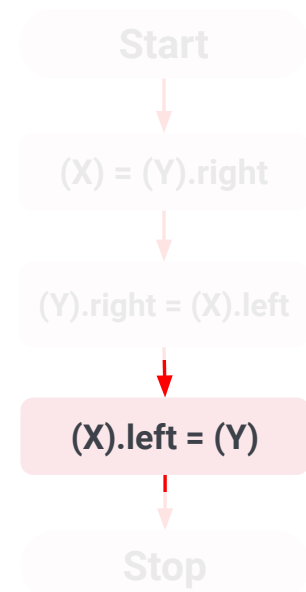 Start
(X) = (Y).right
(Y).right = (X).left
(X).left = (Y)
Stop